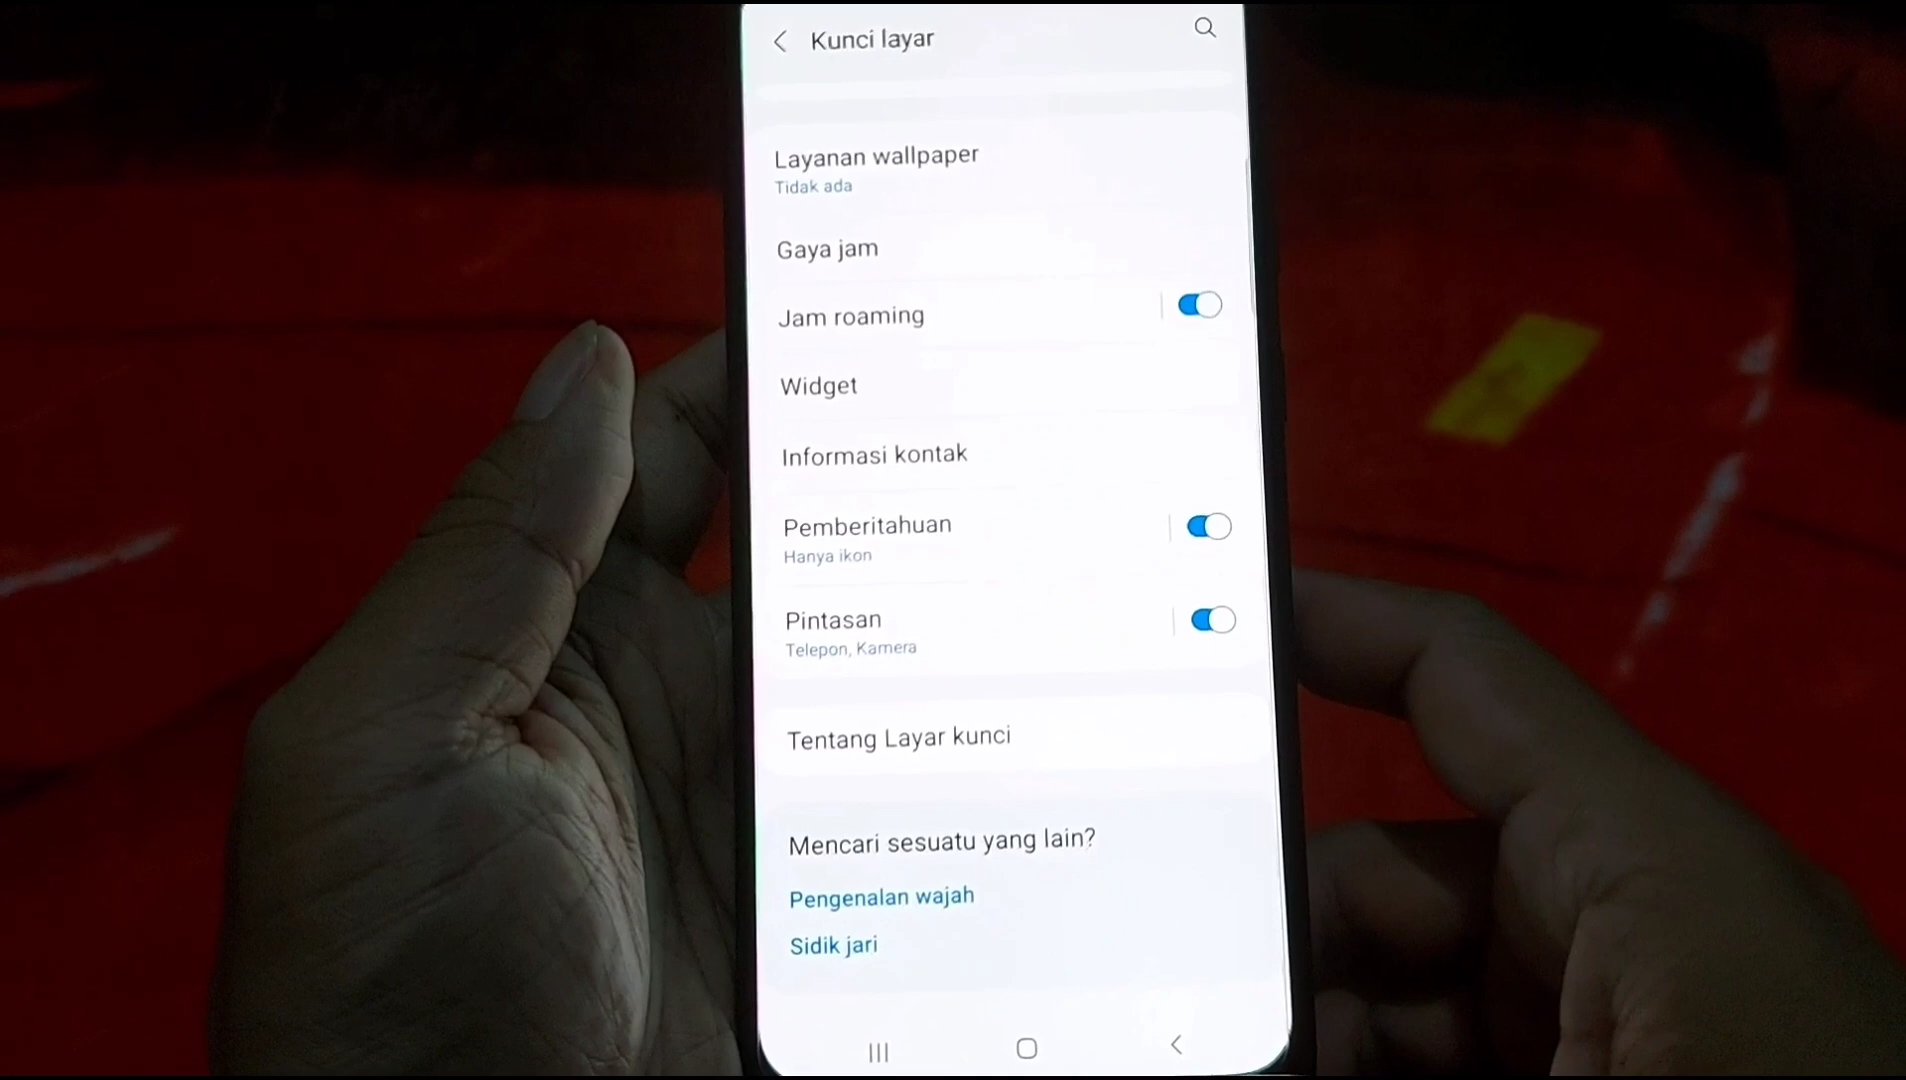 Kunci layar
Layanan wallpaper
Tidak ada
Gaya jam
Jam roaming
Widget
Informasi kontak
Pemberitahuan
Hanya ikon
Pintasan
Telepon, Kamera
Tentang Layar kunci
Mencari sesuatu yang lain?
Pengenalan wajah
Sidik jari